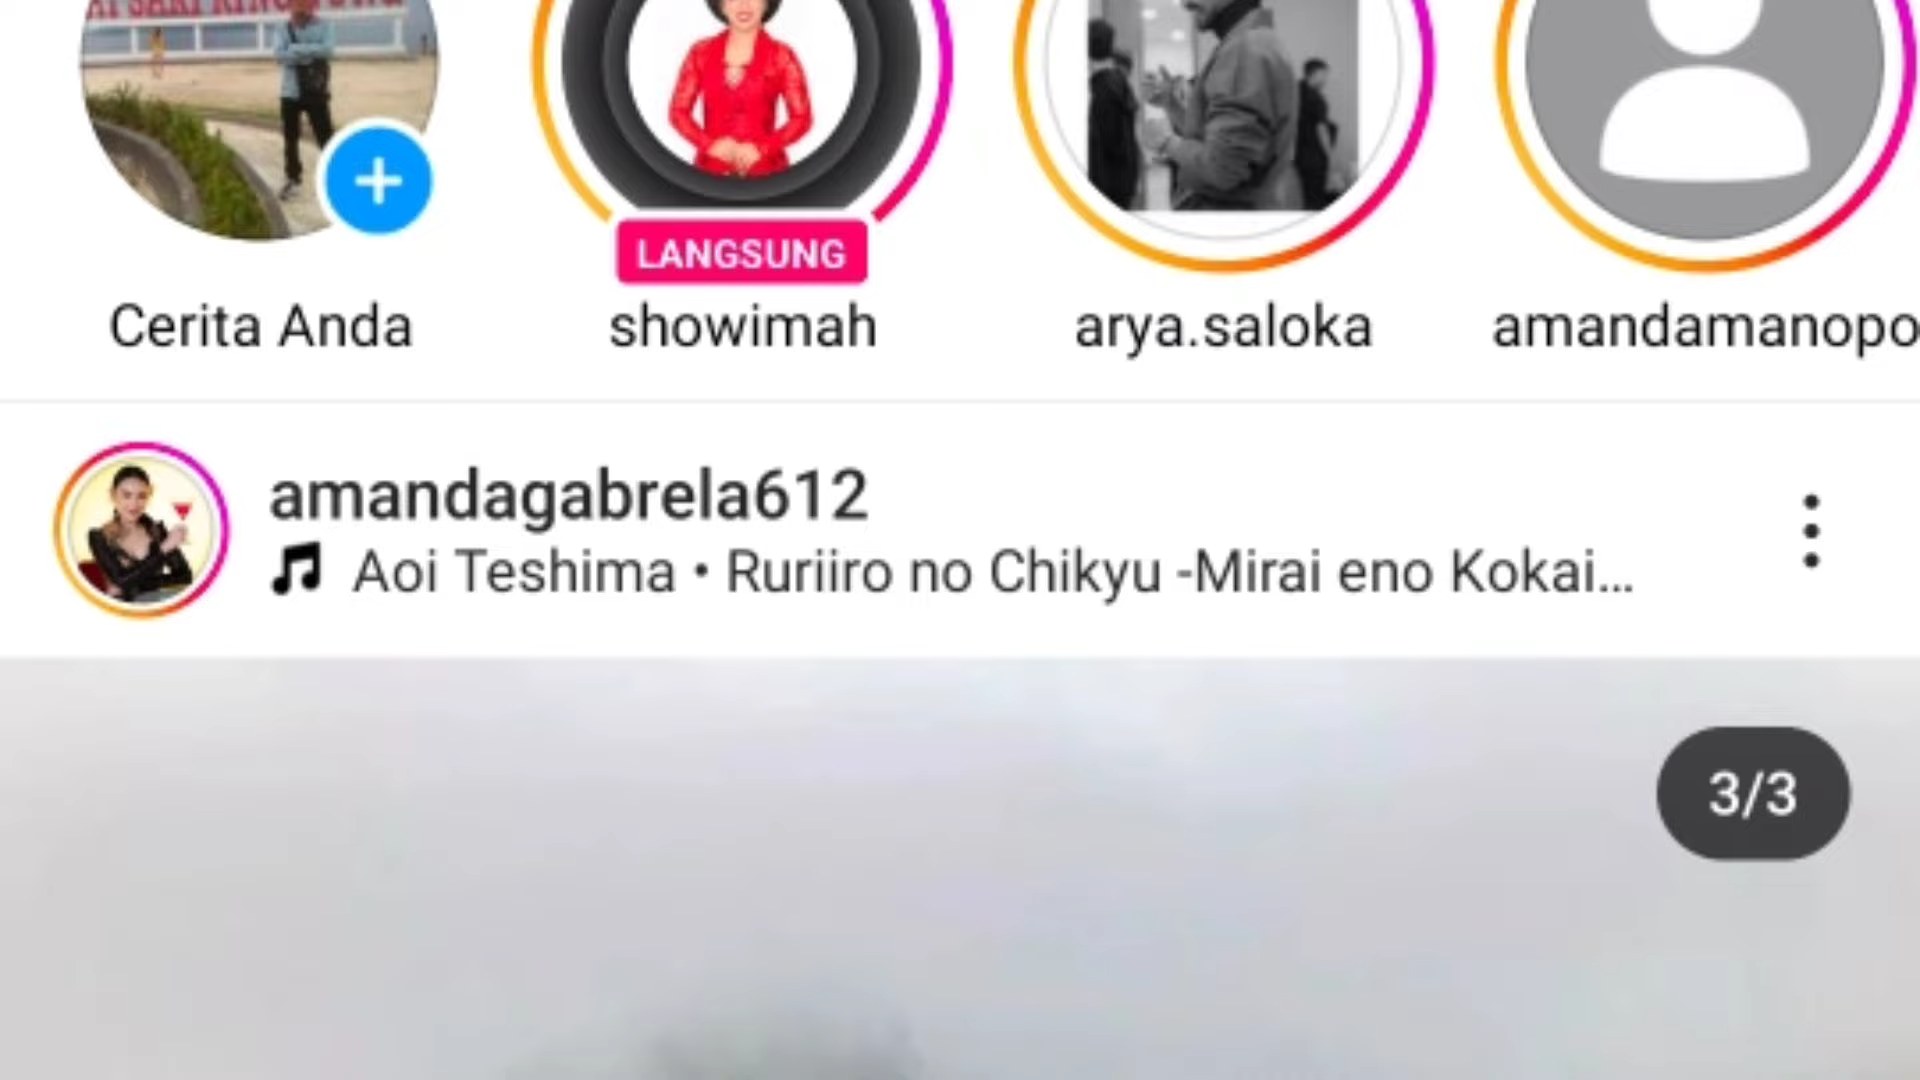 LANGSUNG
Cerita Anda
showimah
arya.saloka
amandamanopo
amandagabrela612
Aoi Teshima • Ruriiro no Chikyu -Mirai eno Kokai...
3/3